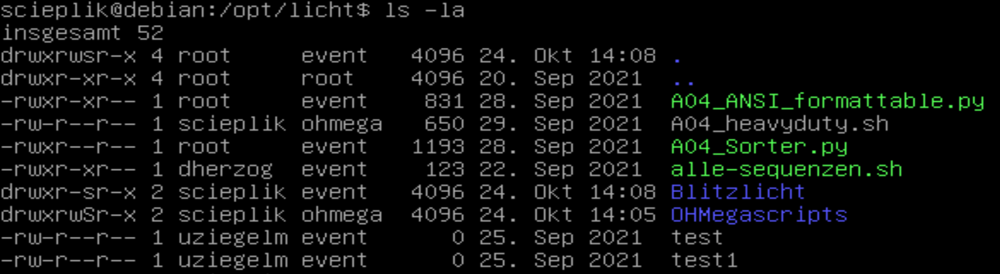 scieplik@debian:/opt/licht$ ls -la
insgesamt 52
drwxrwsr-x 4 root     event   4096 24. Okt 14:08 .
drwxr-xr-x 4 root     root    4096 20. Sep 2021  ..
-rwxr-xr-- 1 root     event    831 28. Sep 2021  A04_ANSI_formattable.py
-rw-r--r-- 1 scieplik ohmega   650 29. Sep 2021  A04_heavyduty.sh
-rwxr--r-- 1 root     event   1193 28. Sep 2021  A04_Sorter.py
-rwxr-xr-- 1 dherzog  event    123 22. Sep 2021  alle-sequenzen.sh
drwxr-sr-x 2 scieplik event   4096 24. Okt 14:08 Blitzlicht
drwxrwSr-x 2 scieplik ohmega  4096 24. Okt 14:05 OHMegascripts
-rw-r--r-- 1 uziegelm event      0 25. Sep 2021  test
-rw-r--r-- 1 uziegelm event      0 25. Sep 2021  test1